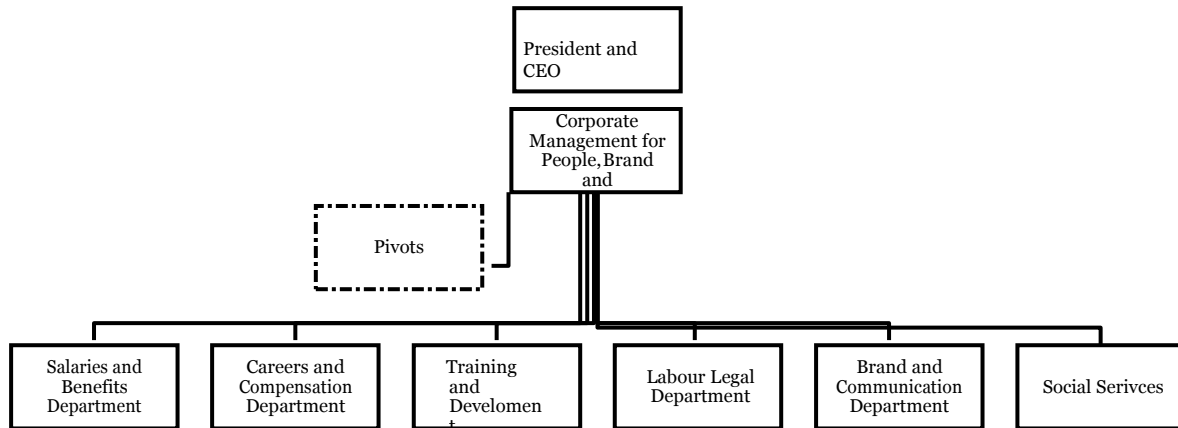 President and
CEO
Corporate
Management for
People, Brand
and
Pivots
Salaries and
Benefits
Department
Careers and
Compensation
Department
Training
and
Develomen
t
Labour Legal
Department
Brand and
Communication
Department
Social Serivces